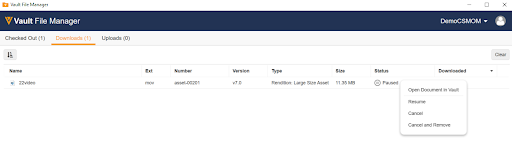 Vault File Manager
Vault File Manager
DemoCSMOM
Checked Out (1) Downloads (1) Uploads (0)
Clear
Name Ext Number Version Type Size Status Downloaded
22video mov asset-00201 v7.0 Rendition: Large Size Asset 11.35 MB Paused
Open Document in Vault
Resume
Cancel
Cancel and Remove